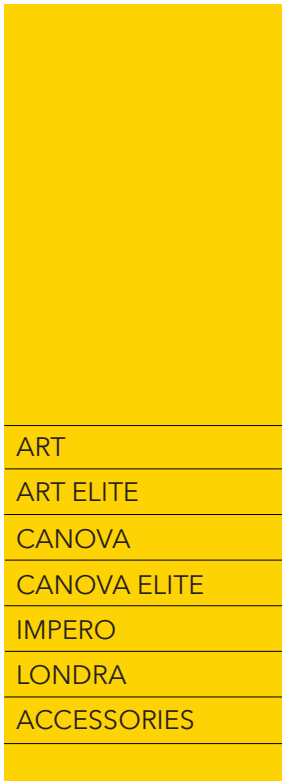 ART
ART ELITE
CANOVA
CANOVA ELITE
IMPERO
LONDRA
ACCESSORIES